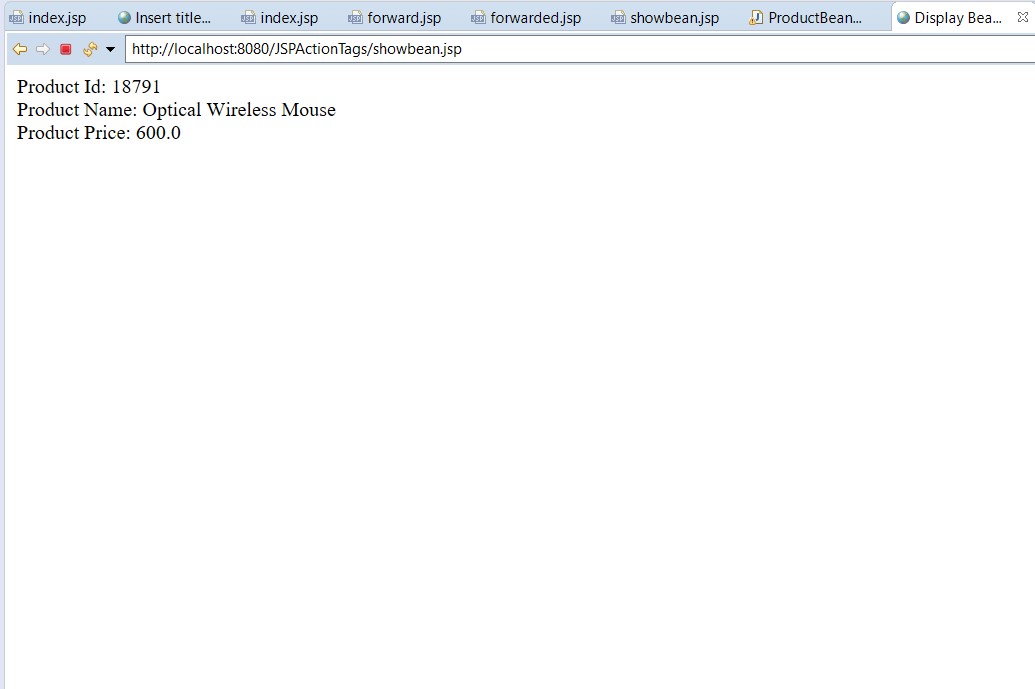 index.jsp Insert title... index.jsp forward.jsp forwarded.jsp showbean.jsp ProductBean... Display Bea...
http://localhost:8080/JSPActionTags/showbean.jsp
Product Id: 18791
Product Name: Optical Wireless Mouse
Product Price: 600.0